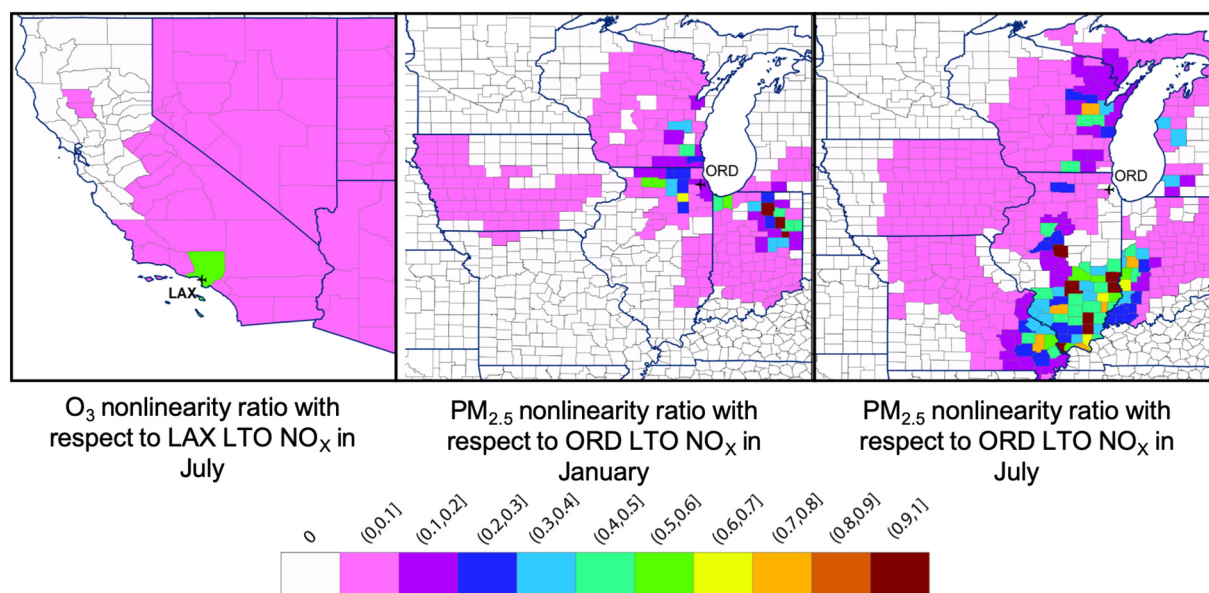 LAX
ORD
ORD
O₃ nonlinearity ratio with
respect to LAX LTO NOₓ in
July
PM₂.₅ nonlinearity ratio with
respect to ORD LTO NOₓ in
January
PM₂.₅ nonlinearity ratio with
respect to ORD LTO NOₓ in
July
0
(0,0.1]
(0.1,0.2]
(0.2,0.3]
(0.3,0.4]
(0.4,0.5]
(0.5,0.6]
(0.6,0.7]
(0.7,0.8]
(0.8,0.9]
(0.9,1]